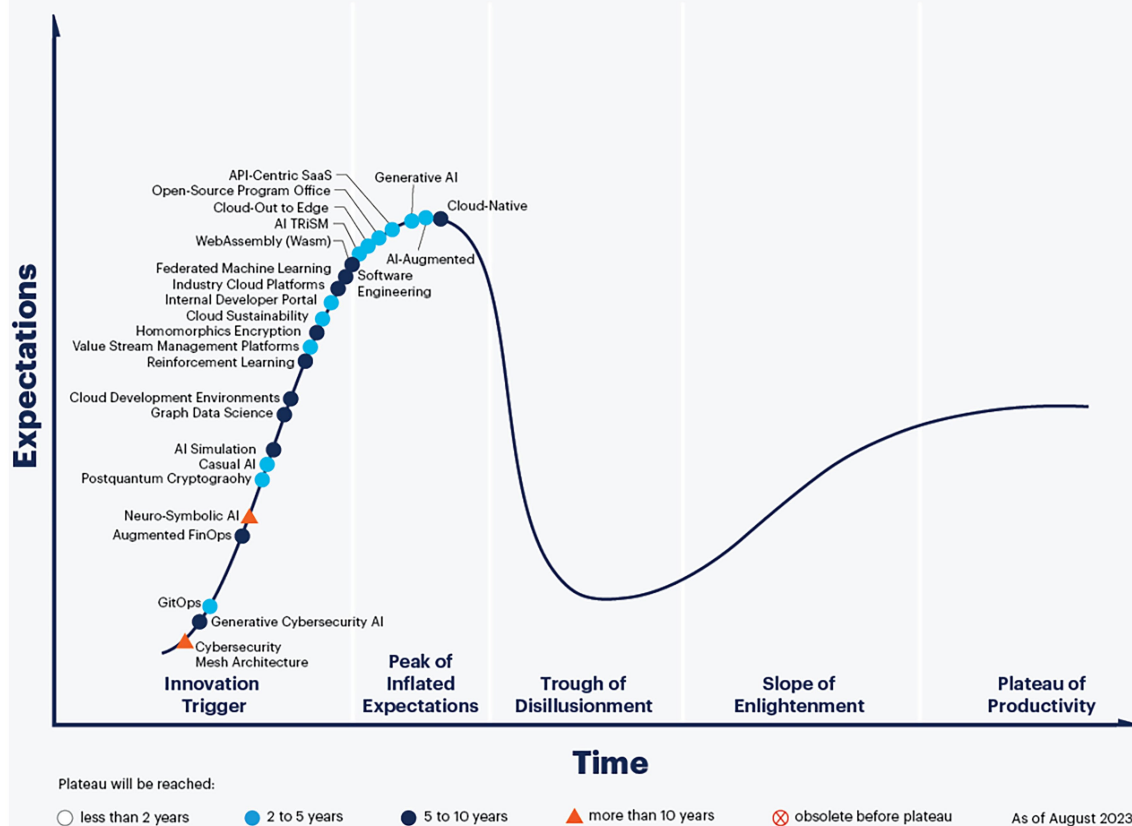 API-Centric SaaS
Generative AI
Open-Source Program Office
Cloud-Out to Edge
Cloud-Native
AI TRiSM
WebAssembly (Wasm)
AI-Augmented
Software
Engineering
Federated Machine Learning
Industry Cloud Platforms
Internal Developer Portal
Cloud Sustainability
Homomorphics Encryption
Value Stream Management Platforms
Reinforcement Learning
Cloud Development Environments
Graph Data Science
AI Simulation
Casual AI
Postquantum Cryptograohy
Neuro-Symbolic AI
Augmented FinOps
GitOps
Generative Cybersecurity AI
Cybersecurity
Mesh Architecture
Expectations
Innovation
Trigger
Peak of
Inflated
Expectations
Trough of
Disillusionment
Slope of
Enlightenment
Plateau of
Productivity
Time
Plateau will be reached:
less than 2 years
2 to 5 years
5 to 10 years
more than 10 years
obsolete before plateau
As of August 2023